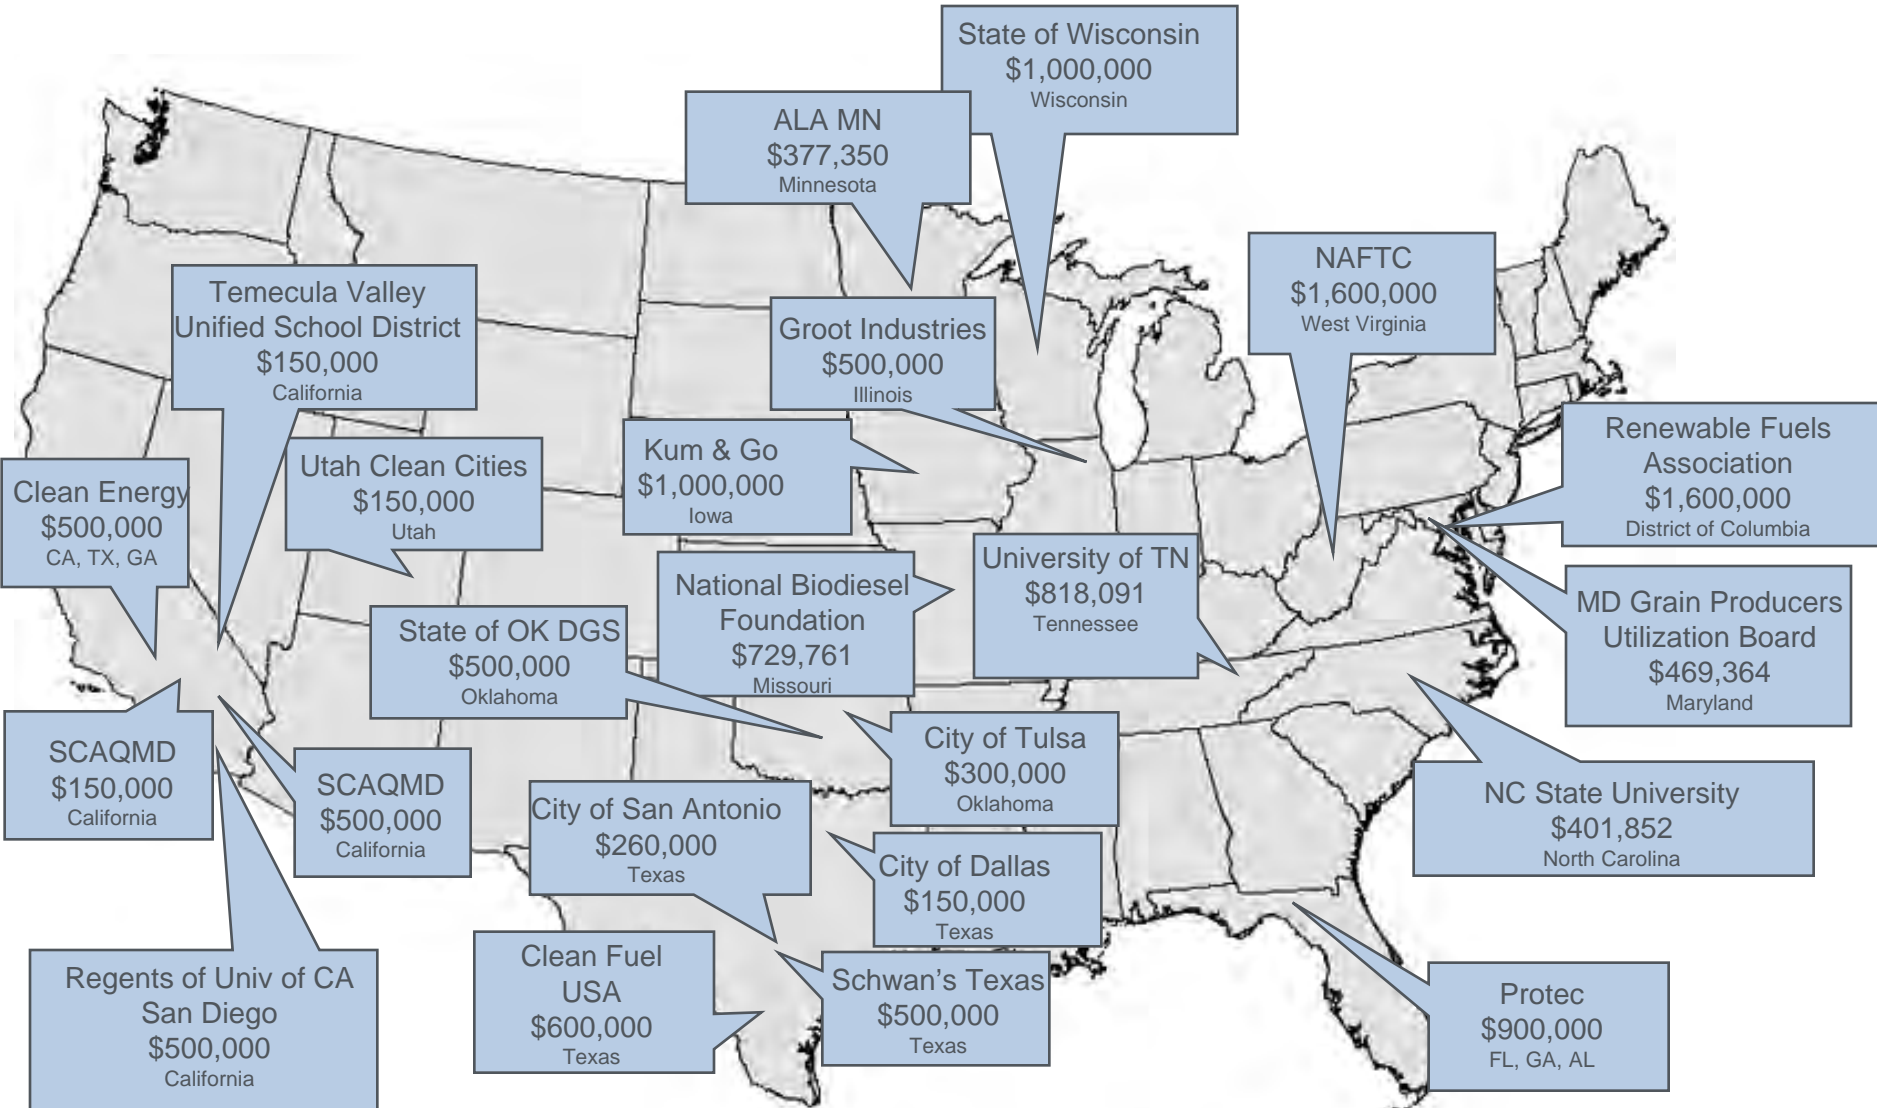 State of Wisconsin
$1,000,000
Wisconsin
ALA MN
$377,350
Minnesota
NAFTC
$1,600,000
West Virginia
Temecula Valley
Unified School District
$150,000
California
Groot Industries
$500,000
Illinois
Renewable Fuels
Association
$1,600,000
District of Columbia
Kum & Go
$1,000,000
Iowa
Utah Clean Cities
$150,000
Utah
Clean Energy
$500,000
CA, TX, GA
University of TN
$818,091
Tennessee
National Biodiesel
Foundation
$729,761
Missouri
MD Grain Producers
Utilization Board
$469,364
Maryland
State of OK DGS
$500,000
Oklahoma
SCAQMD
$150,000
California
SCAQMD
$500,000
California
City of Tulsa
$300,000
Oklahoma
City of San Antonio
$260,000
Texas
NC State University
$401,852
North Carolina
City of Dallas
$150,000
Texas
Clean Fuel
USA
$600,000
Texas
Schwan's Texas
$500,000
Texas
Regents of Univ of CA
San Diego
$500,000
California
Protec
$900,000
FL, GA, AL